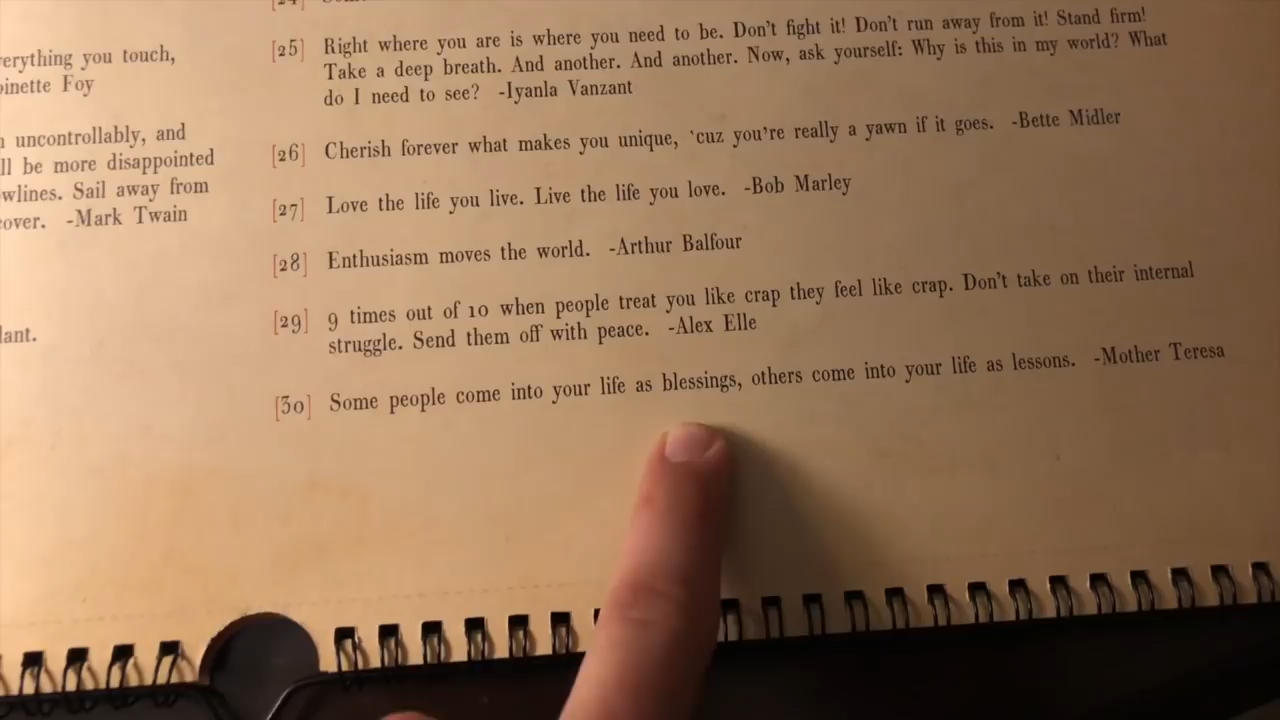 erything you touch,
inette Foy
uncontrollably, and
ll be more disappointed
wlines. Sail away from
over. -Mark Twain
lant.
[25] Right where you are is where you need to be. Don't fight it! Don't run away from it! Stand firm!
Take a deep breath. And another. And another. Now, ask yourself: Why is this in my world? What
do I need to see? -Iyanla Vanzant
[26] Cherish forever what makes you unique, 'cuz you're really a yawn if it goes. -Bette Midler
[27] Love the life you live. Live the life you love. -Bob Marley
[28] Enthusiasm moves the world. -Arthur Balfour
[29] 9 times out of 10 when people treat you like crap they feel like crap. Don't take on their internal
struggle. Send them off with peace. -Alex Elle
[30] Some people come into your life as blessings, others come into your life as lessons. -Mother Teresa